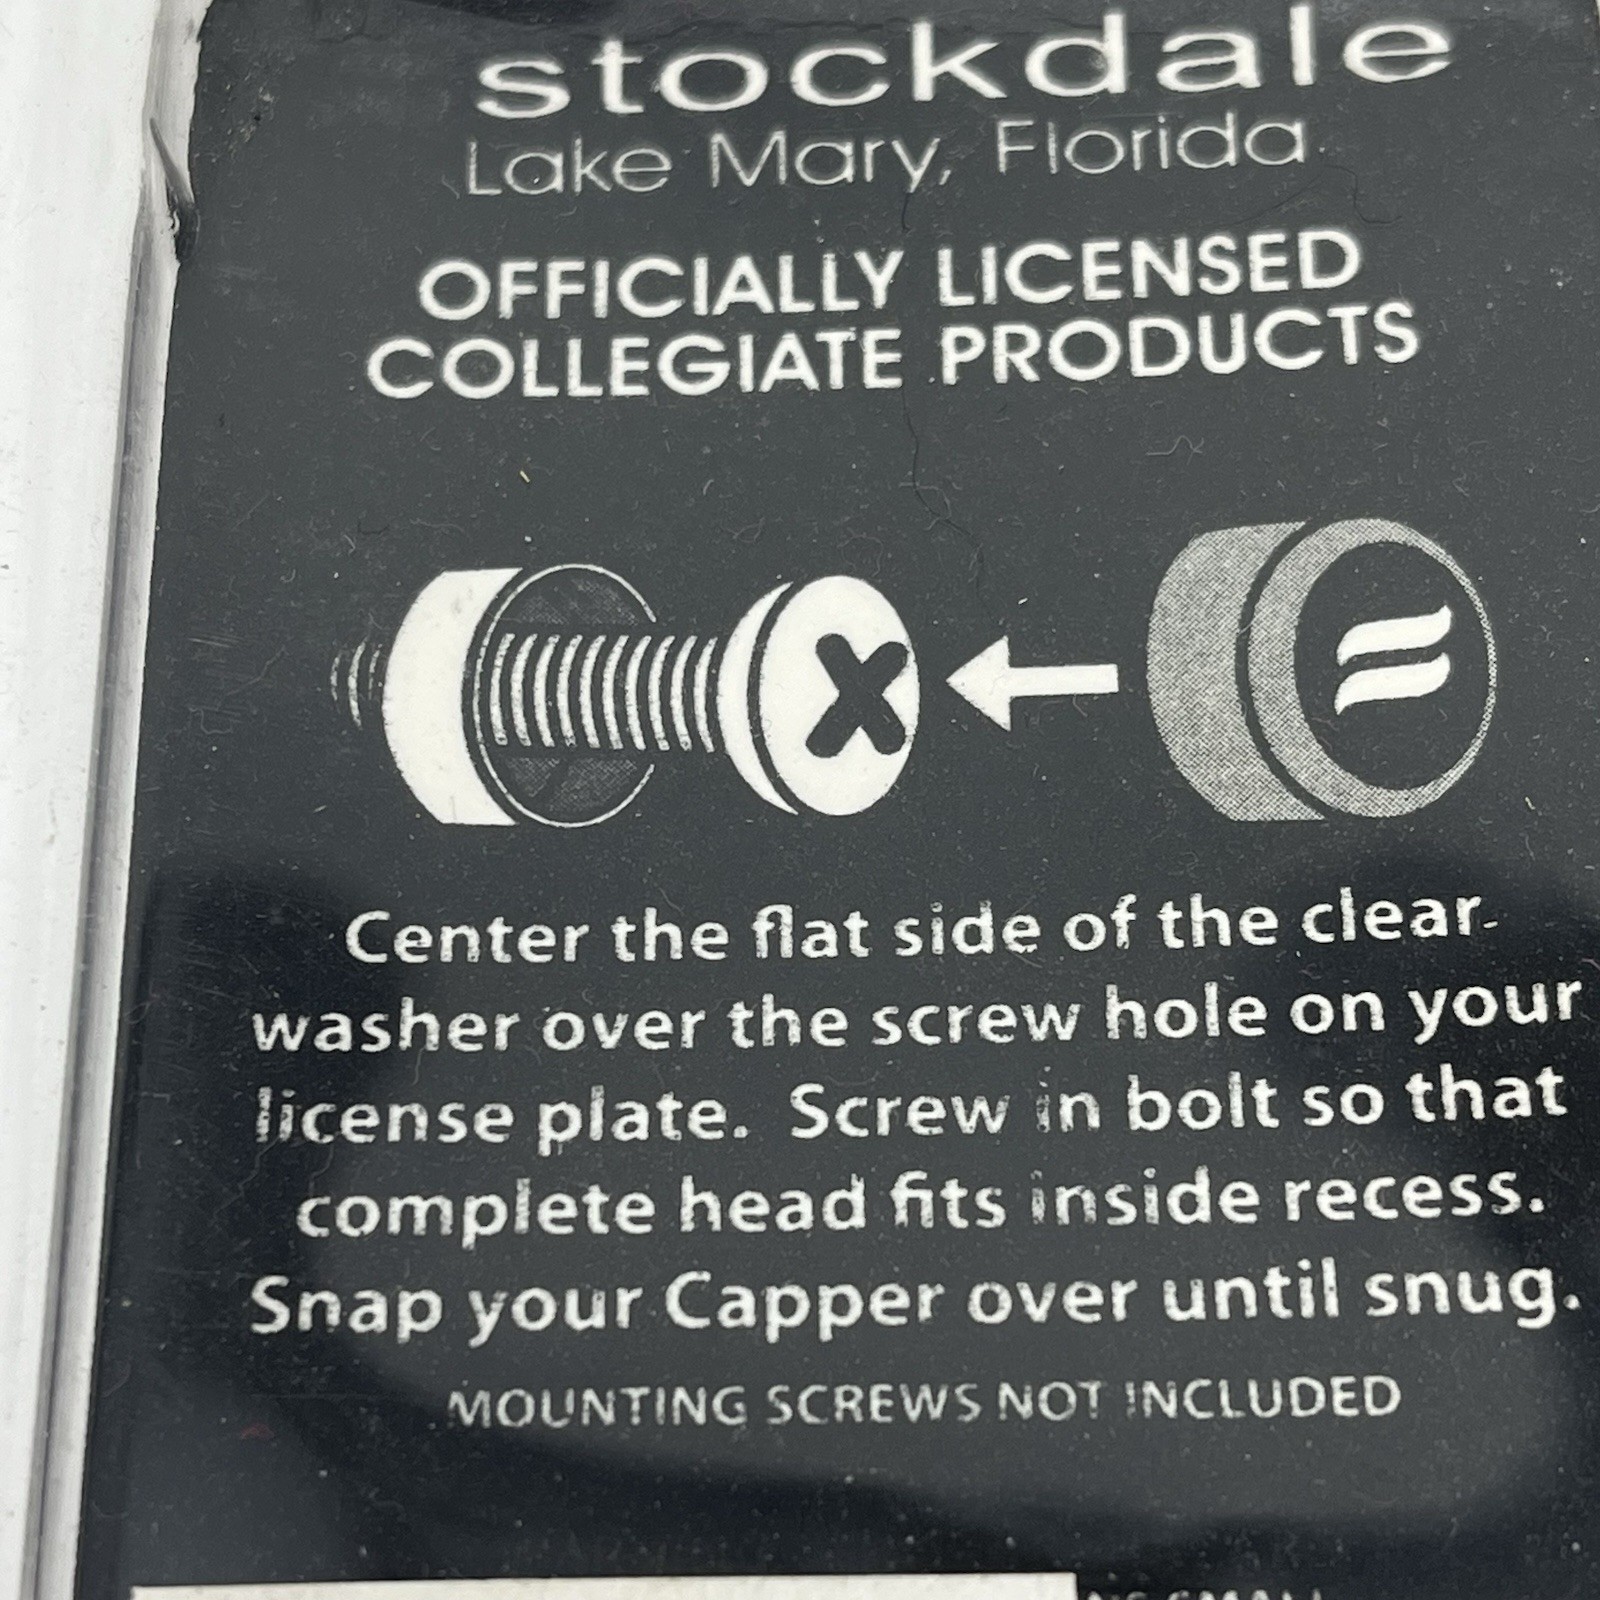 stockdale
Lake Mary, Florida
OFFICIALLY LICENSED
COLLEGIATE PRODUCTS
Center the flat side of the clear-
washer over the screw hole on your
license plate. Screw in bolt so that
complete head fits inside recess.
Snap your Capper over until snug.
MOUNTING SCREWS NOT INCLUDED